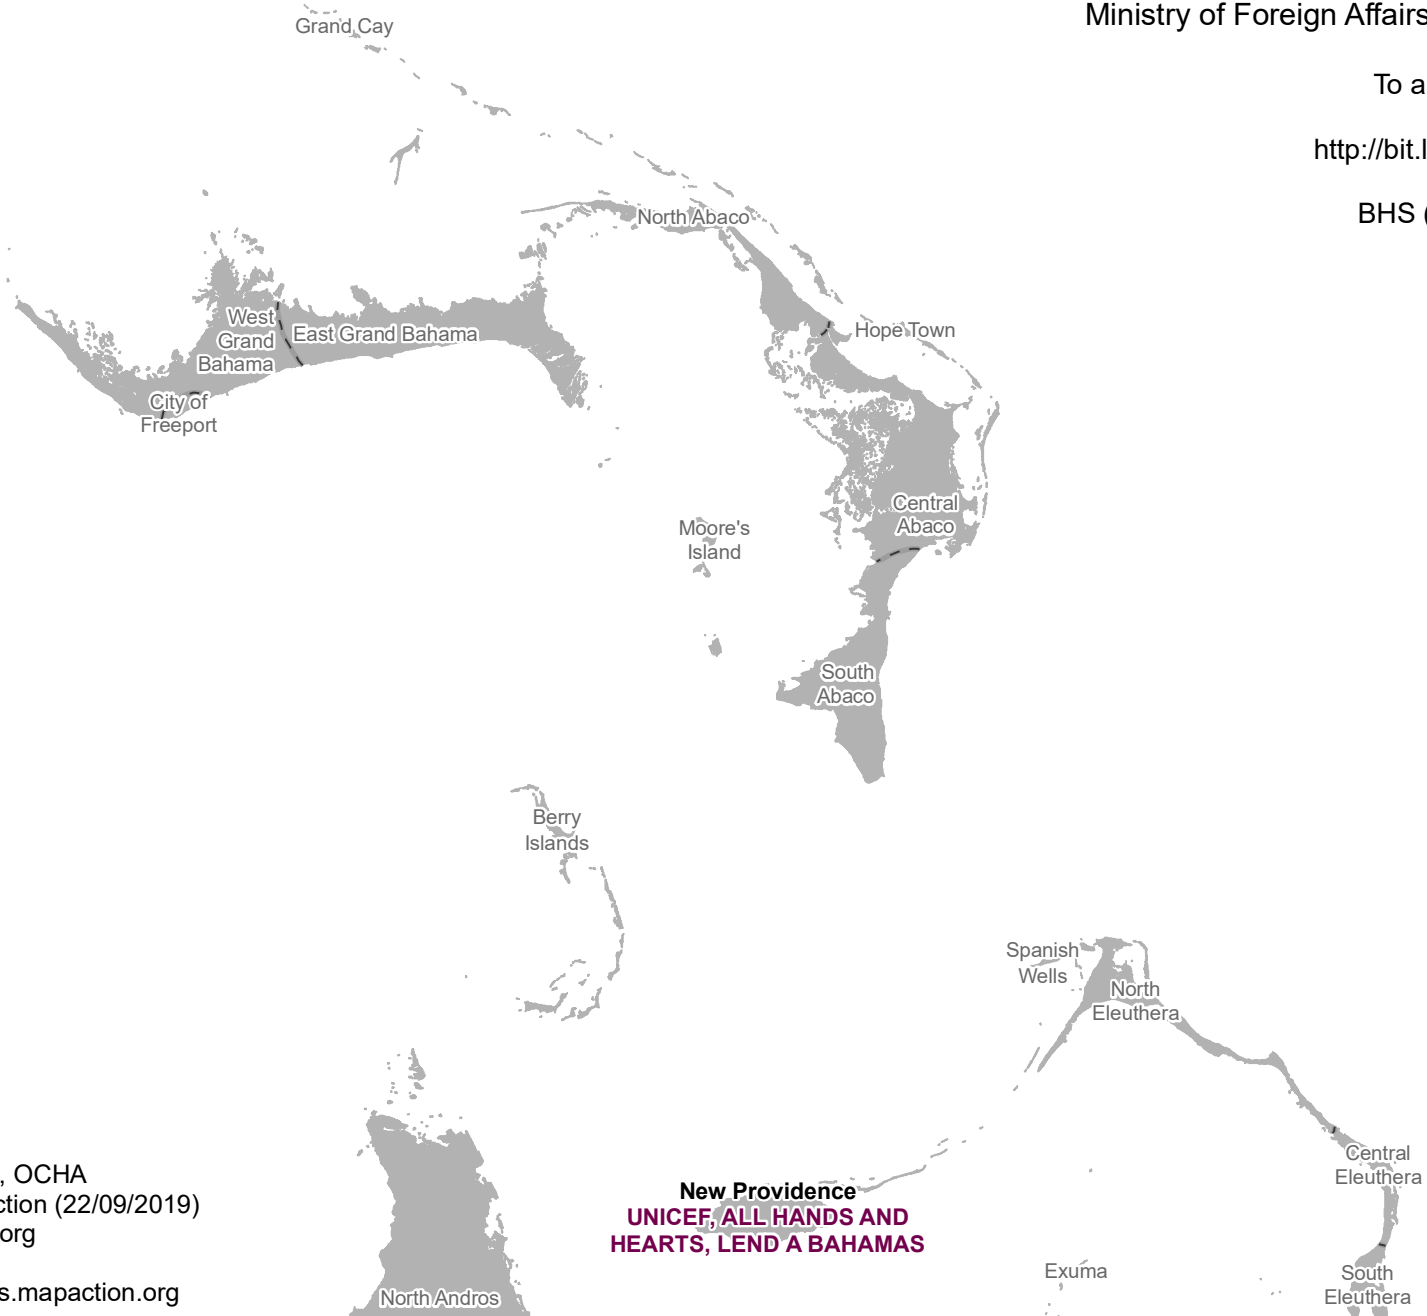 Grand Cay
Ministry of Foreign Affairs
To a
http://bit.l
BHS (
North Abaco
West
Grand
Bahama
East Grand Bahama
Hope Town
City of
Freeport
Central
Abaco
Moore's
Island
South
Abaco
Berry
Islands
Spanish
Wells
North
Eleuthera
Central
Eleuthera
, OCHA
ction (22/09/2019)
org
s.mapaction.org
New Providence
UNICEF, ALL HANDS AND
HEARTS, LEND A BAHAMAS
Exuma
South
Eleuthera
North Andros